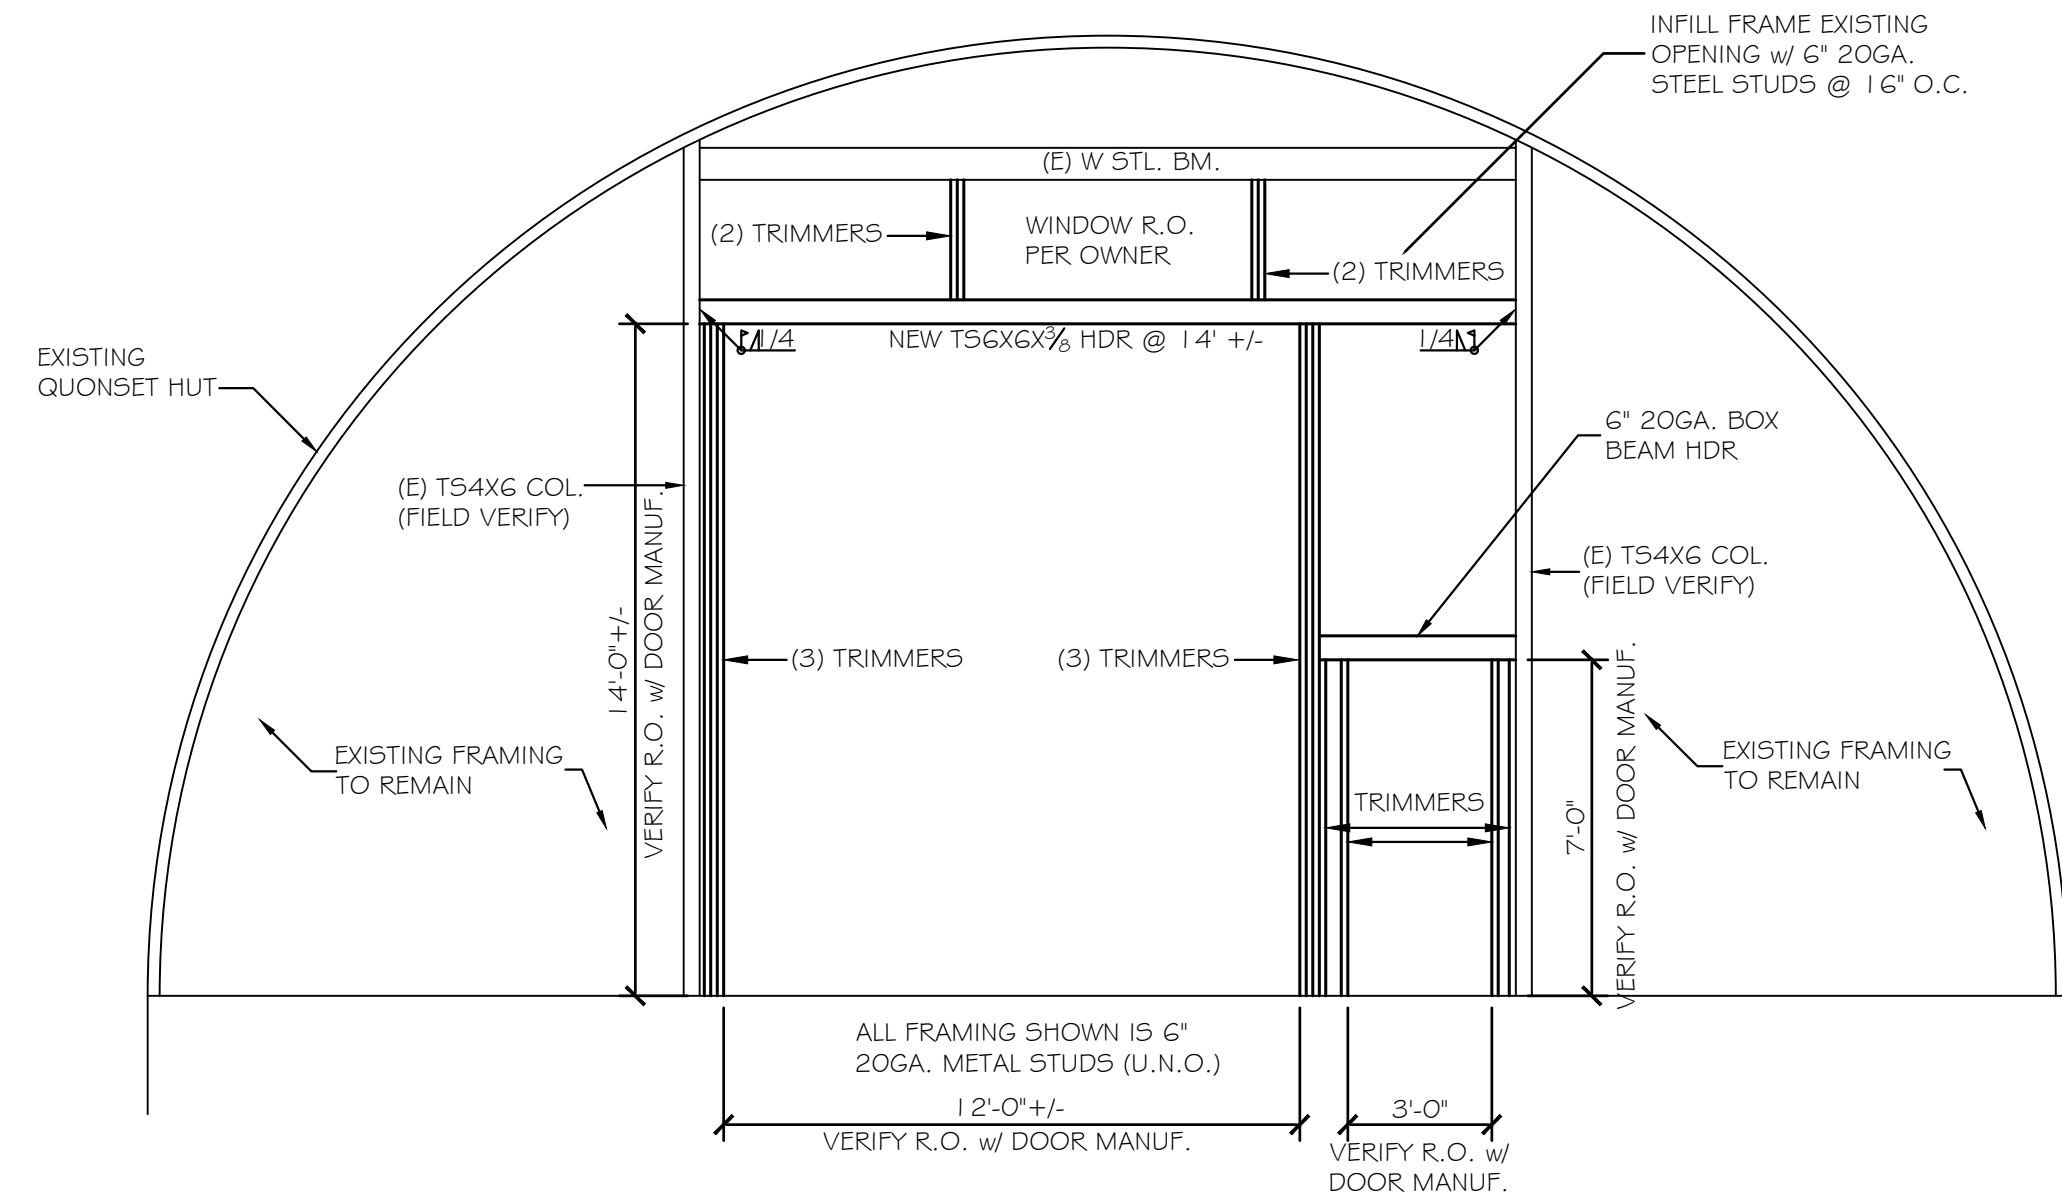 INFILL FRAME EXISTING
OPENING w/ 6" 20GA.
STEEL STUDS @ 16" O.C.
(E) W STL. BM.
(2) TRIMMERS
WINDOW R.O.
PER OWNER
(2) TRIMMERS
1/4
NEW TS6X6X3/8 HDR @ 14' +/-
1/4
EXISTING
QUONSET HUT
6" 20GA. BOX
BEAM HDR
(E) TS4X6 COL.
(FIELD VERIFY)
(E) TS4X6 COL.
(FIELD VERIFY)
14'-0"+/-
VERIFY R.O. w/ DOOR MANUF.
(3) TRIMMERS
(3) TRIMMERS
EXISTING FRAMING
TO REMAIN
TRIMMERS
7'-0"
VERIFY R.O. w/ DOOR MANUF.
EXISTING FRAMING
TO REMAIN
ALL FRAMING SHOWN IS 6"
20GA. METAL STUDS (U.N.O.)
12'-0"+/-
VERIFY R.O. w/ DOOR MANUF.
3'-0"
VERIFY R.O. w/
DOOR MANUF.